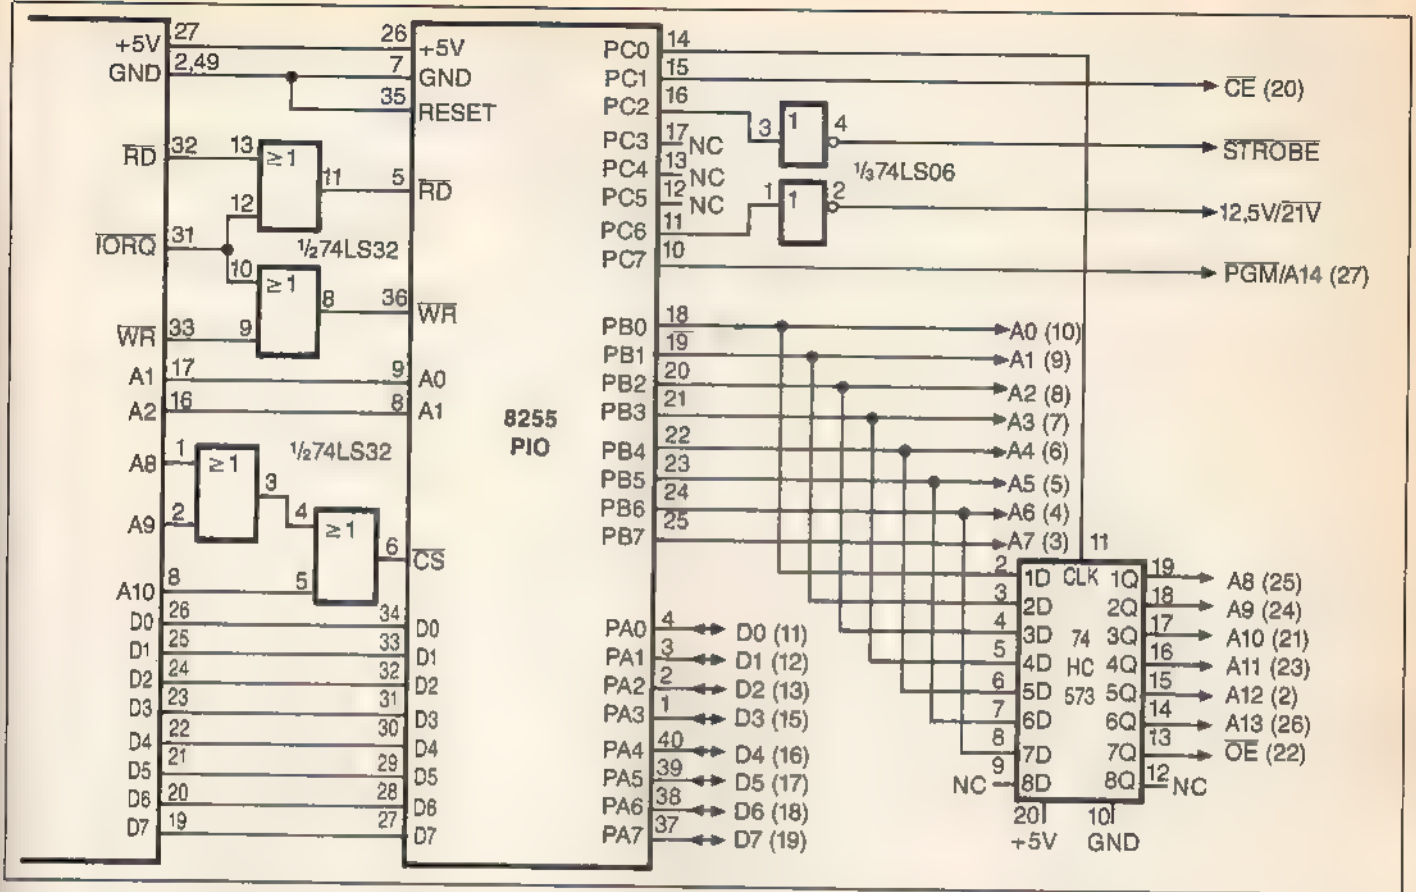 +5V 27 26 +5V
GND 2,49 7 GND
35 RESET
RD 32 13 ≥1 11 5 RD
12
IORQ 31
½74LS32
10 ≥1 8 36 WR
WR 33 9
A1 17 9 A0
A2 16 8 A1
8255
PIO
½74LS32
A8 1 ≥1 3
A9 2
4 ≥1 6 CS
A10 8 5
D0 26 34 D0
D1 25 33 D1
D2 24 32 D2
D3 23 31 D3
D4 22 30 D4
D5 21 29 D5
D6 20 28 D6
D7 19 27 D7
PC0 14
PC1 15 CE (20)
PC2 16 3 1 4 STROBE
PC3 17 NC
PC4 13 NC
PC5 12 NC
⅓74LS06
PC6 11 1 1 2 12,5V/21V
PC7 10 PGM/A14 (27)
PB0 18 A0 (10)
PB1 19 A1 (9)
PB2 20 A2 (8)
PB3 21 A3 (7)
PB4 22 A4 (6)
PB5 23 A5 (5)
PB6 24 A6 (4)
PB7 25 A7 (3)
11
2 1D CLK 1Q 19 A8 (25)
3 2D 2Q 18 A9 (24)
4 3D 74 3Q 17 A10 (21)
5 4D HC 4Q 16 A11 (23)
6 5D 573 5Q 15 A12 (2)
7 6D 6Q 14 A13 (26)
8 7D 7Q 13 OE (22)
NC 9 8D 8Q 12 NC
20 10
+5V GND
PA0 4 D0 (11)
PA1 3 D1 (12)
PA2 2 D2 (13)
PA3 1 D3 (15)
PA4 40 D4 (16)
PA5 39 D5 (17)
PA6 38 D6 (18)
PA7 37 D7 (19)